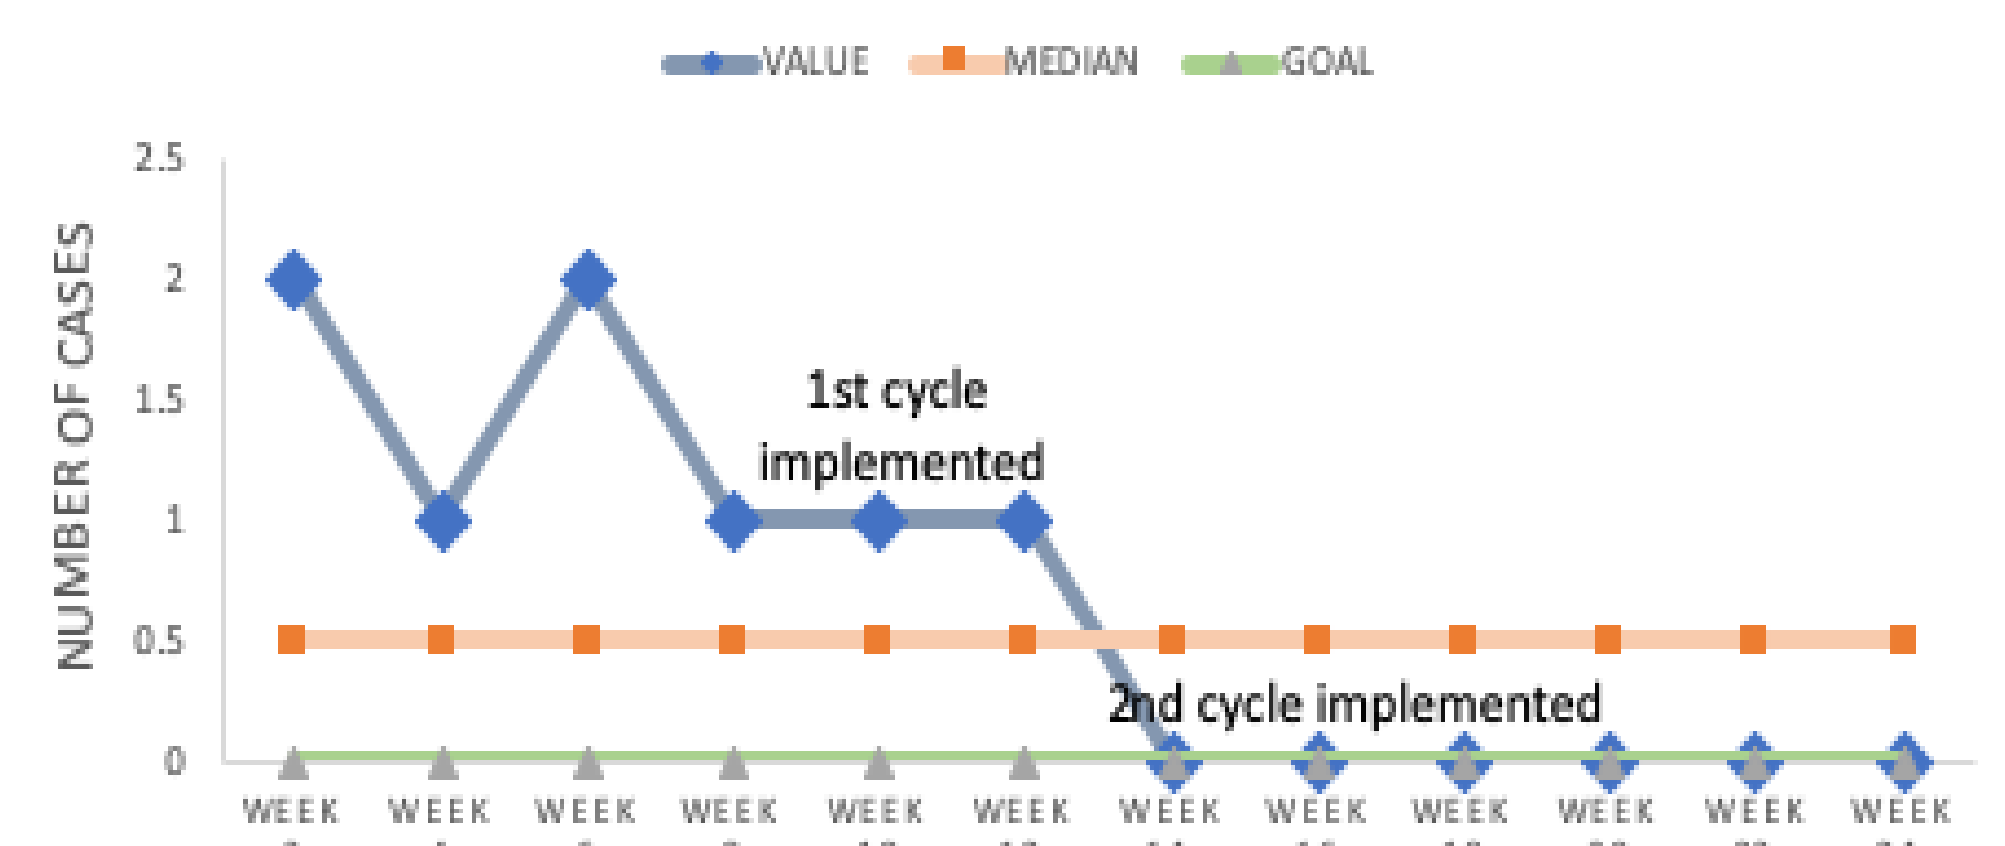 VALUE MEDIAN GOAL
2.5
2
1.5
1
0.5
0
NUMBER OF CASES
1st cycle
implemented
2nd cycle implemented
WEEK WEEK WEEK WEEK WEEK WEEK WEEK WEEK WEEK WEEK WEEK WEEK